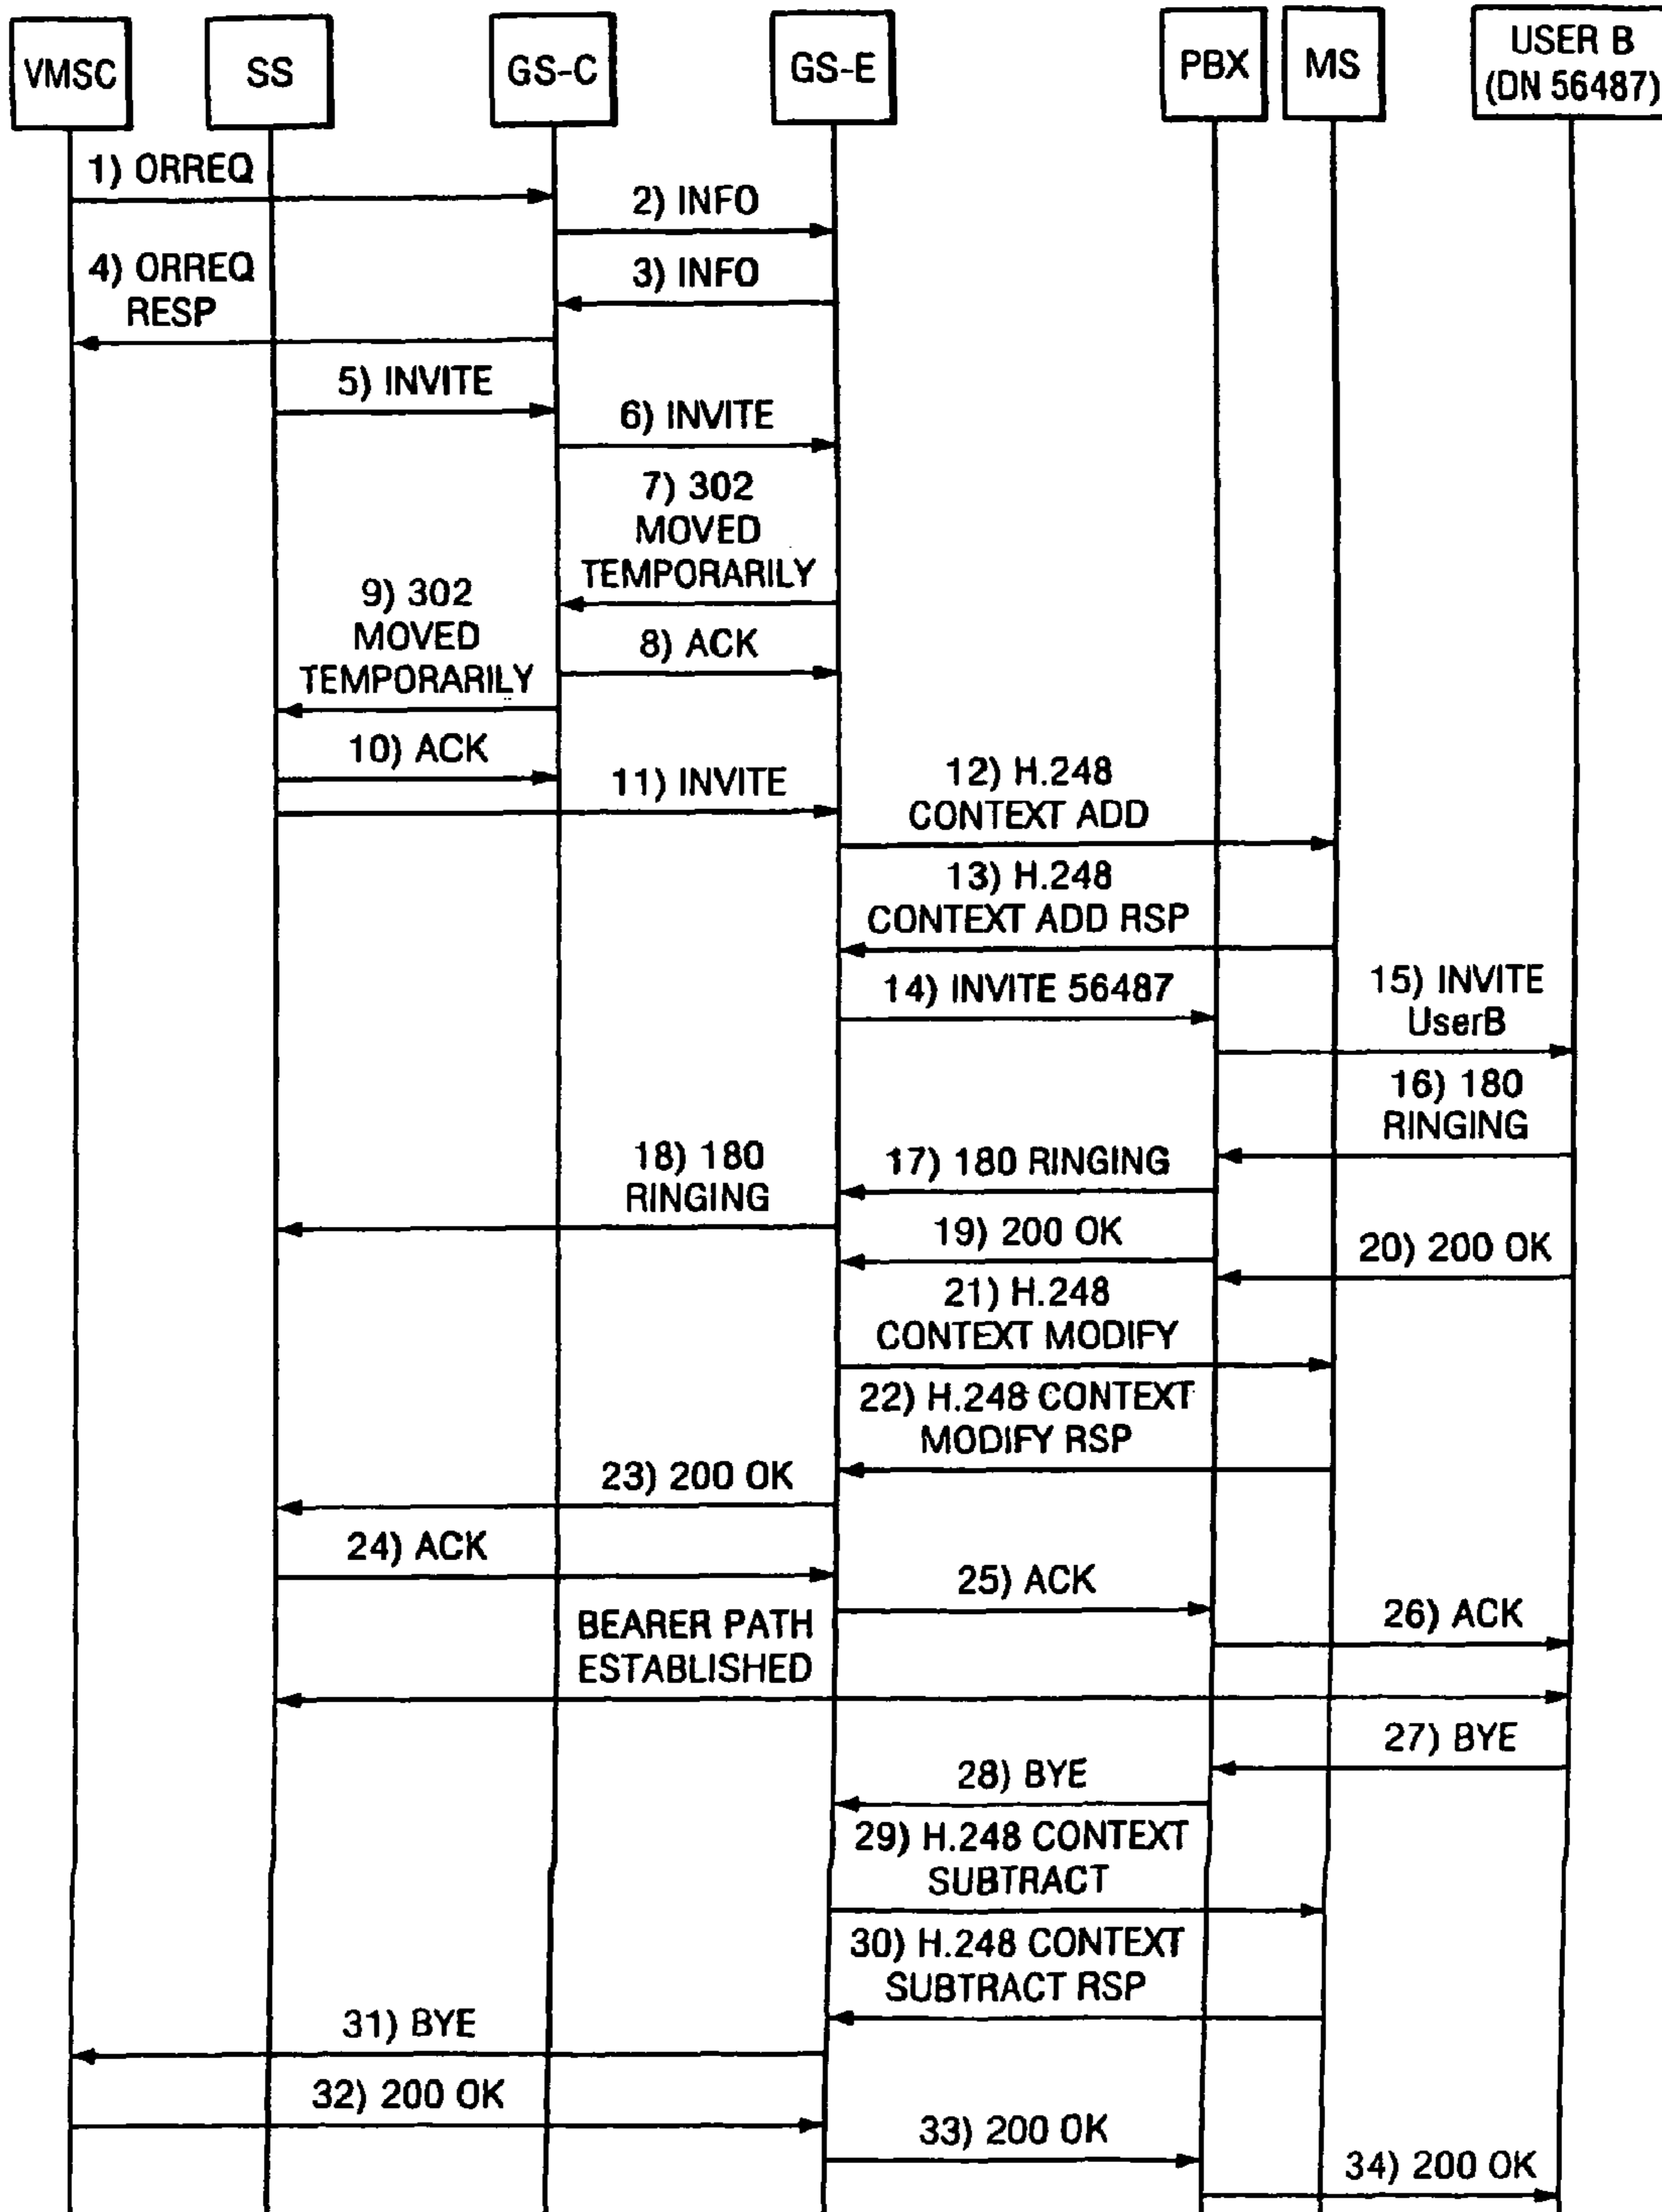 VMSC
SS
GS-C
GS-E
PBX
MS
USER B
(DN 56487)
1) ORREQ
2) INFO
4) ORREQ
RESP
3) INFO
5) INVITE
6) INVITE
7) 302
MOVED
TEMPORARILY
9) 302
MOVED
TEMPORARILY
8) ACK
10) ACK
11) INVITE
12) H.248
CONTEXT ADD
13) H.248
CONTEXT ADD RSP
14) INVITE 56487
15) INVITE
UserB
16) 180
RINGING
18) 180
RINGING
17) 180 RINGING
19) 200 OK
20) 200 OK
21) H.248
CONTEXT MODIFY
22) H.248 CONTEXT
MODIFY RSP
23) 200 OK
24) ACK
25) ACK
26) ACK
BEARER PATH
ESTABLISHED
27) BYE
28) BYE
29) H.248 CONTEXT
SUBTRACT
30) H.248 CONTEXT
SUBTRACT RSP
31) BYE
32) 200 OK
33) 200 OK
34) 200 OK